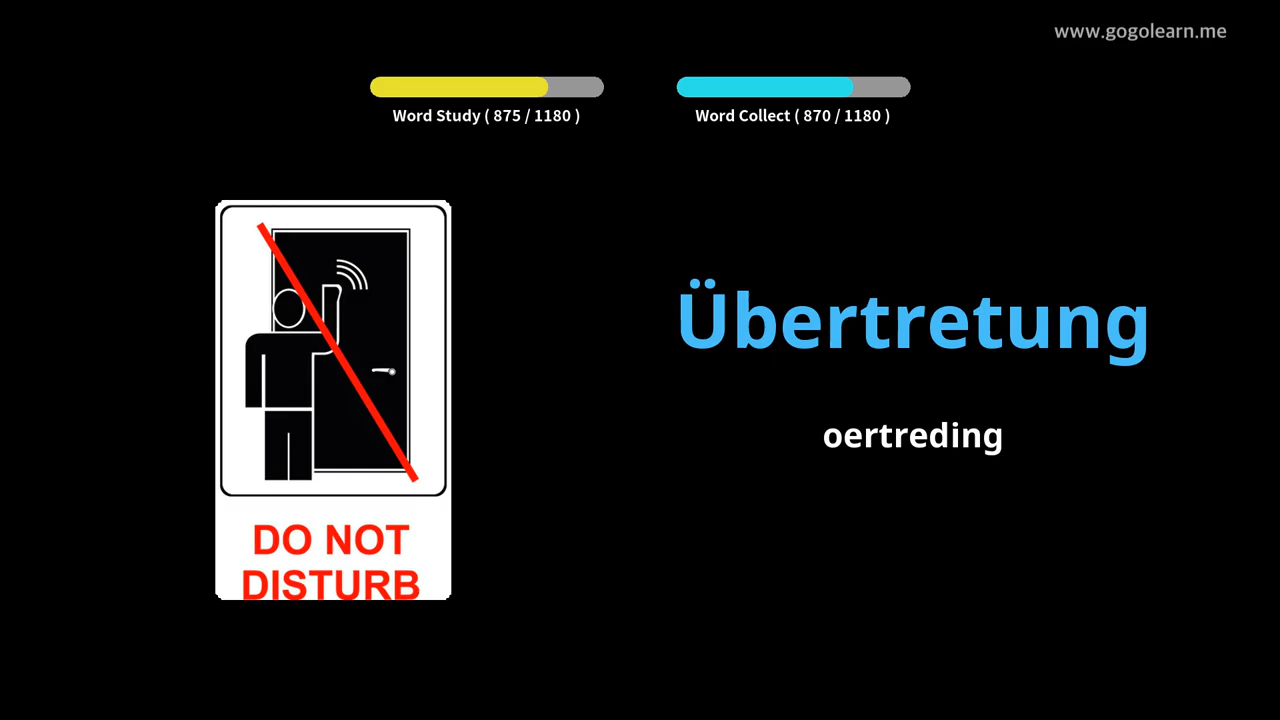 www.gogolearn.me
Word Study ( 875 / 1180 )
Word Collect ( 870 / 1180 )
Übertretung
oertreding
DO NOT
DISTURB